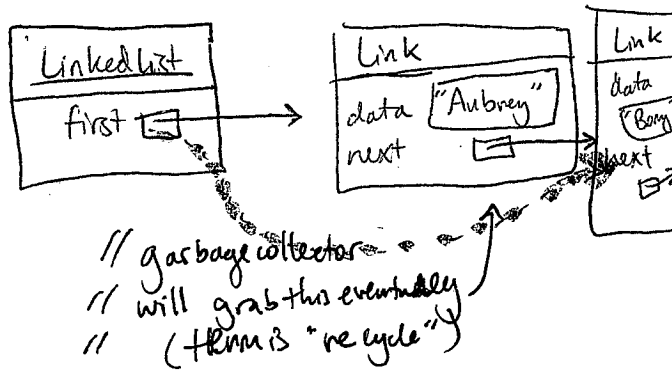 LinkedList
first
Link
data "Aubrey"
next
Link
data
next
// garbage collector
// will grab this eventually
// (term is "recycle")